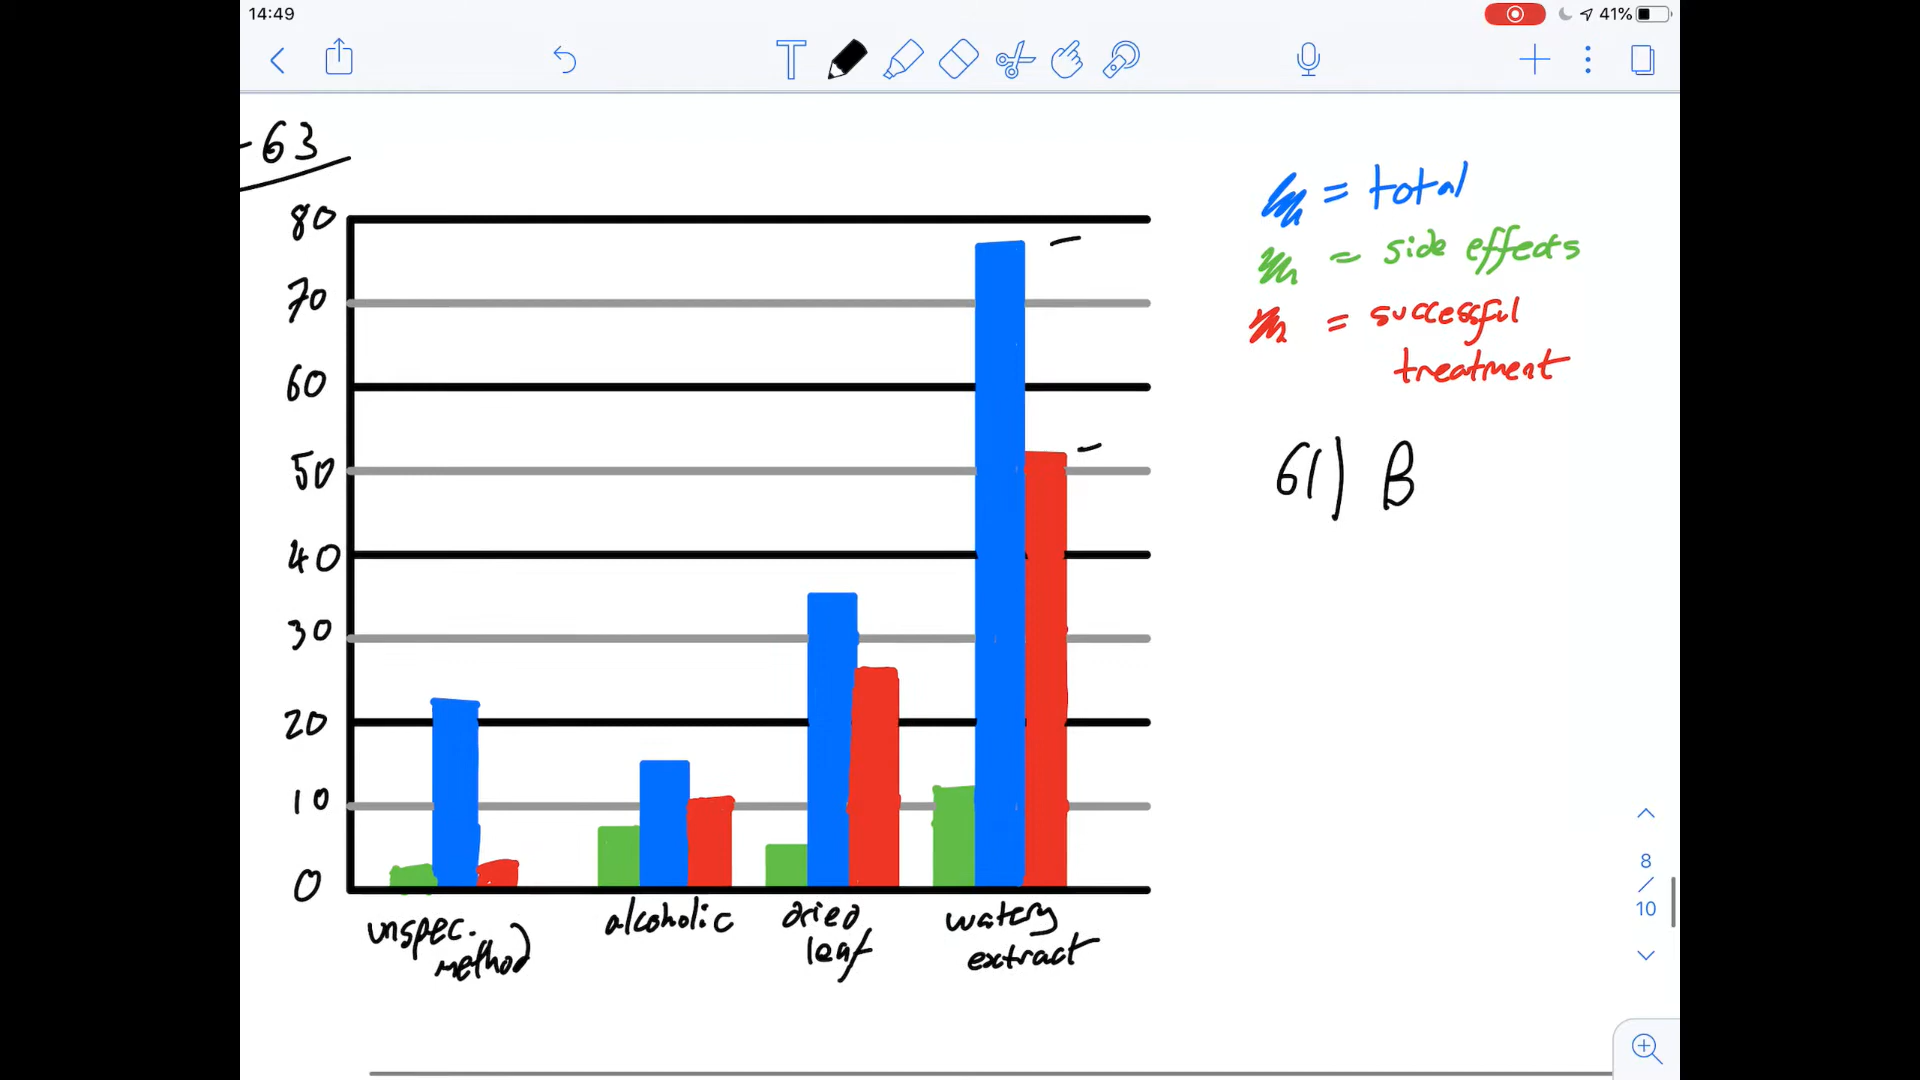 14:49
41%
-63
= total
= side effects
= successful
treatment
80
70
60
50
40
30
20
10
0
61) B
unspec.
method
alcoholic
dried
leaf
watery
extract
8
/
10